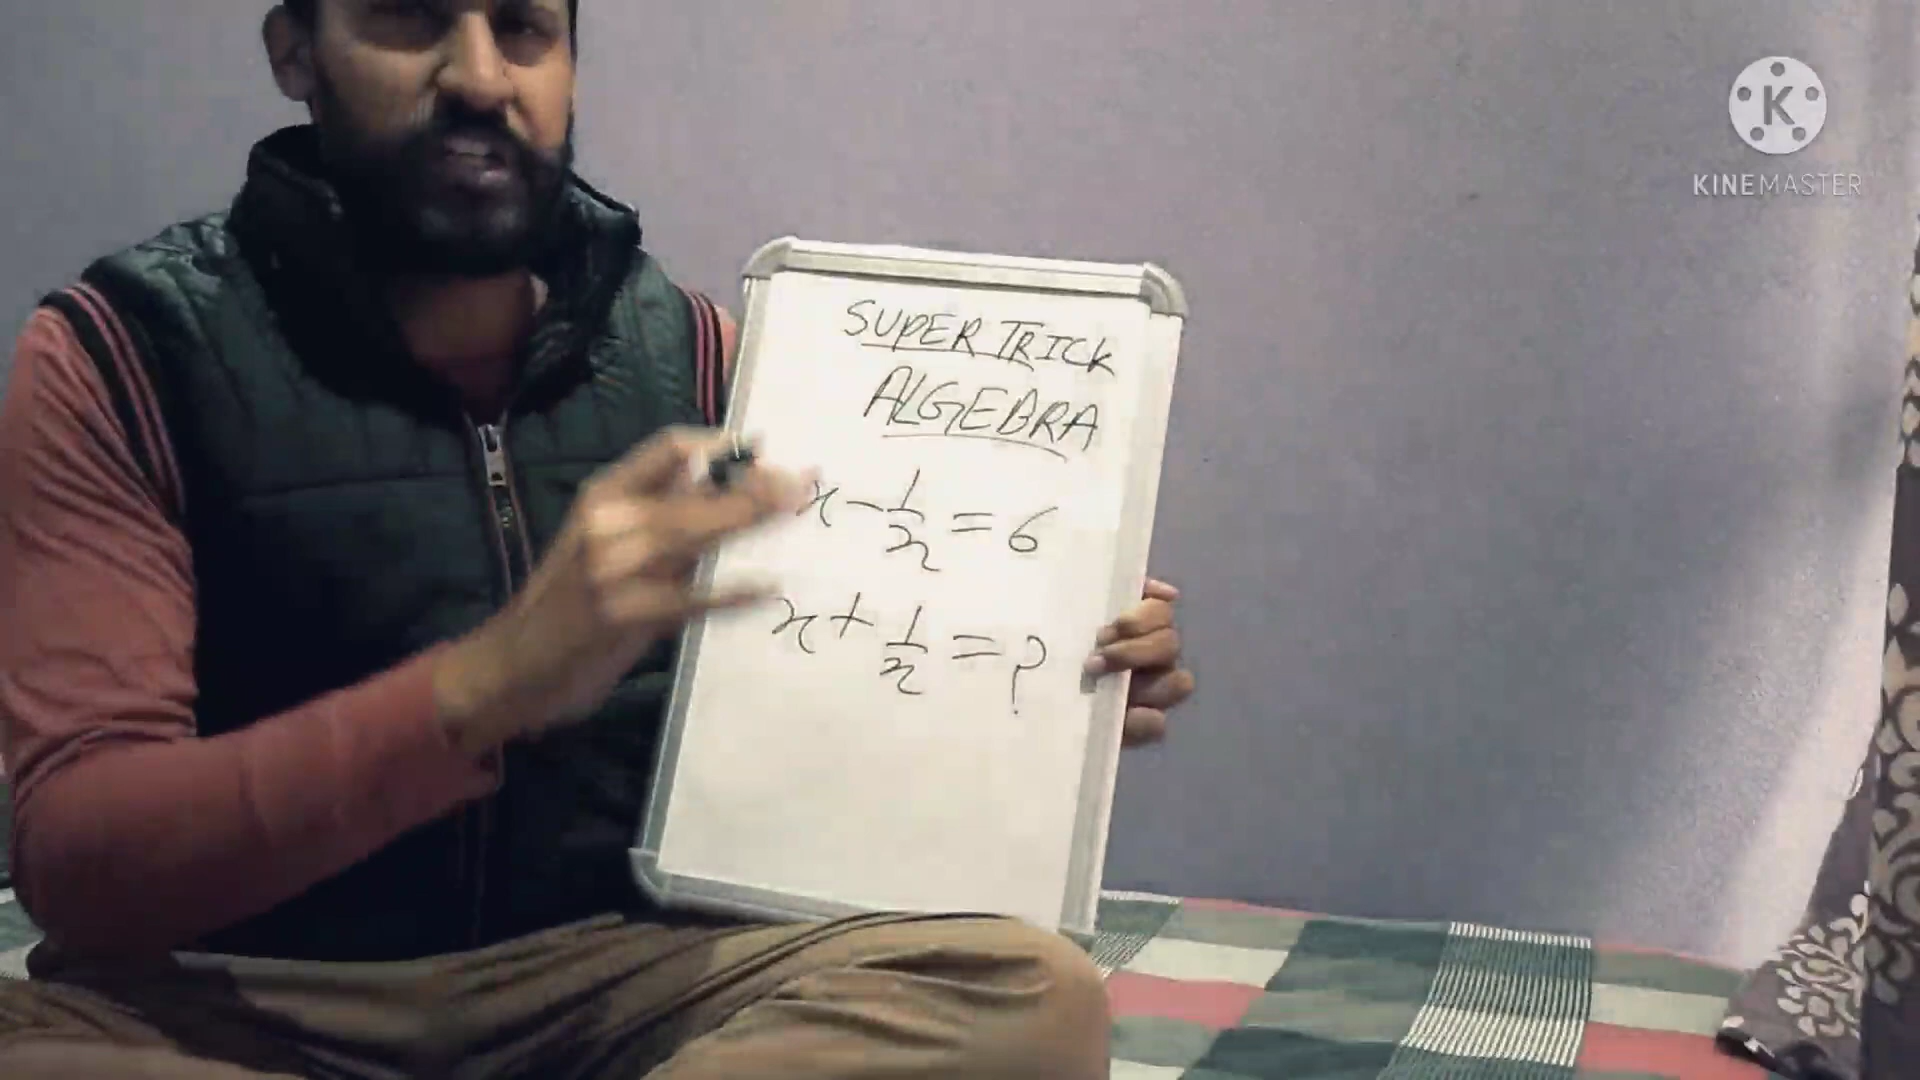 SUPER TRICK
ALGEBRA
x - 1/x = 6
x + 1/x = ?
K
KINEMASTER